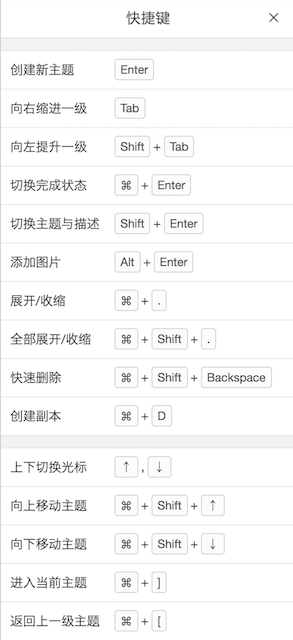 快捷键 ×
创建新主题 Enter
向右缩进一级 Tab
向左提升一级 Shift + Tab
切换完成状态 ⌘ + Enter
切换主题与描述 Shift + Enter
添加图片 Alt + Enter
展开/收缩 ⌘ + .
全部展开/收缩 ⌘ + Shift + .
快速删除 ⌘ + Shift + Backspace
创建副本 ⌘ + D
上下切换光标 ↑ , ↓
向上移动主题 ⌘ + Shift + ↑
向下移动主题 ⌘ + Shift + ↓
进入当前主题 ⌘ + ]
返回上一级主题 ⌘ + [